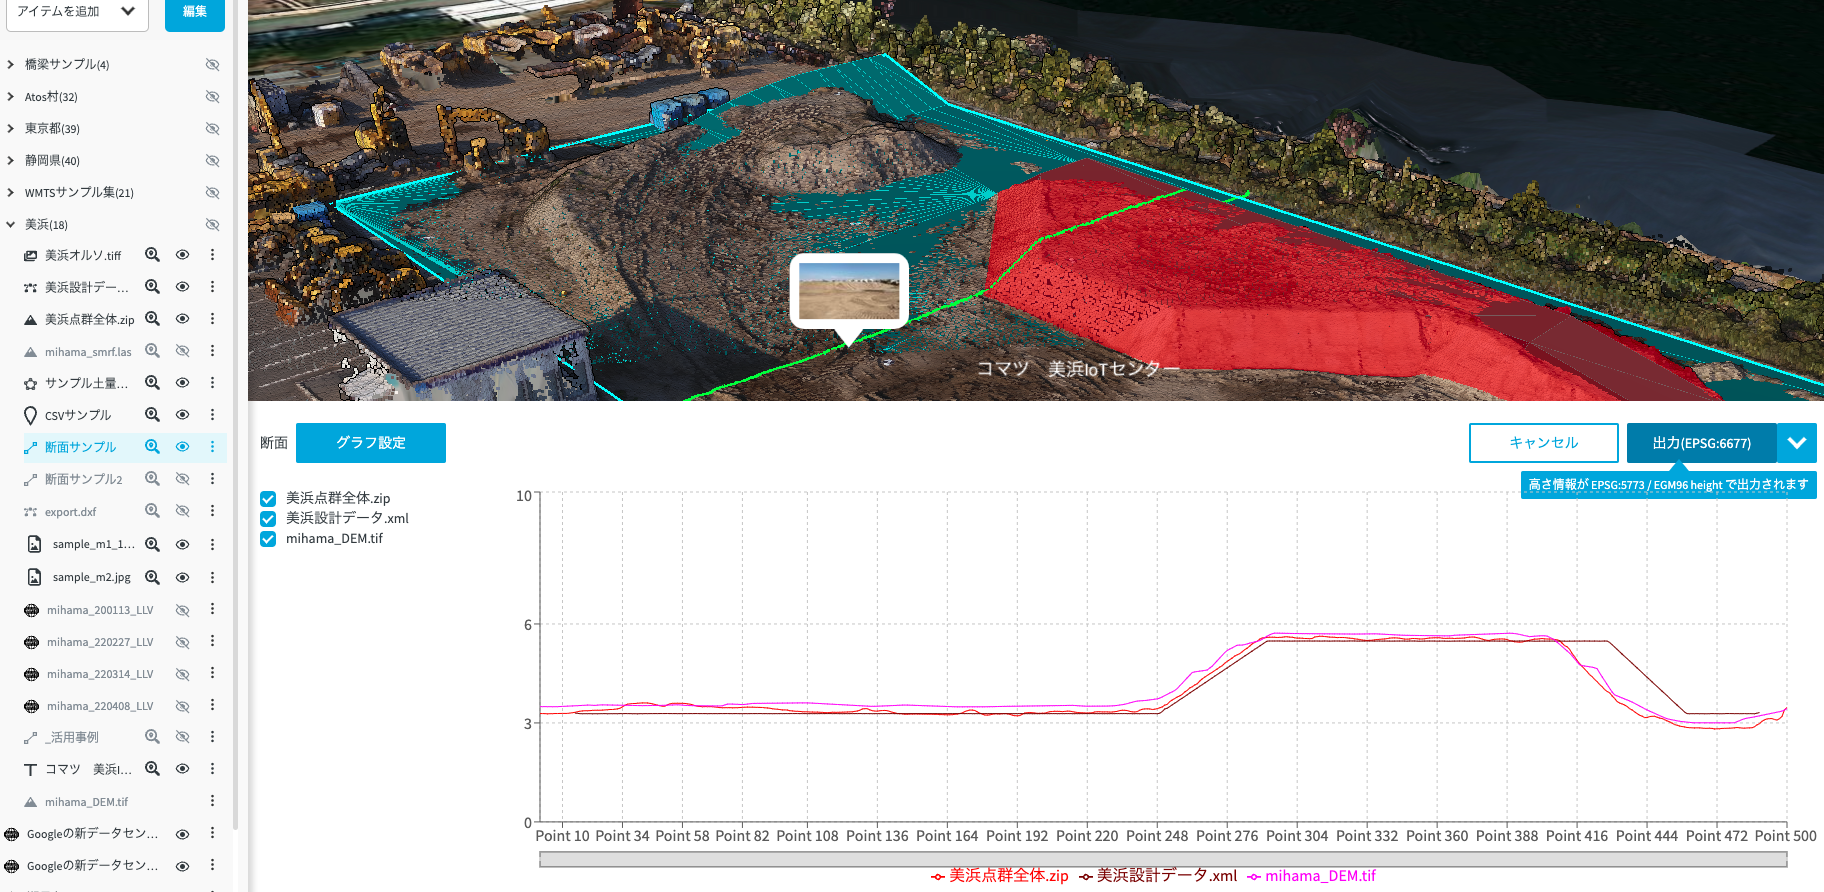 アイテムを追加
編集
橋梁サンプル(4)
Atos村(32)
東京都(39)
静岡県(40)
WMTSサンプル集(21)
美浜(18)
美浜オルソ.tiff
美浜設計デー...
美浜点群全体.zip
mihama_smrf.las
サンプル土量...
CSVサンプル
断面サンプル
断面サンプル2
export.dxf
sample_m1_1...
sample_m2.jpg
mihama_200113_LLV
mihama_220227_LLV
mihama_220314_LLV
mihama_220408_LLV
_活用事例
コマツ 美浜I...
mihama_DEM.tif
Googleの新データセン...
Googleの新データセン...
コマツ 美浜IoTセンター
断面
グラフ設定
キャンセル
出力(EPSG:6677)
高さ情報が EPSG:5773 / EGM96 height で出力されます
美浜点群全体.zip
美浜設計データ.xml
mihama_DEM.tif
10
6
3
0
Point 10 Point 34 Point 58 Point 82 Point 108 Point 136 Point 164 Point 192 Point 220 Point 248 Point 276 Point 304 Point 332 Point 360 Point 388 Point 416 Point 444 Point 472 Point 500
美浜点群全体.zip 美浜設計データ.xml mihama_DEM.tif